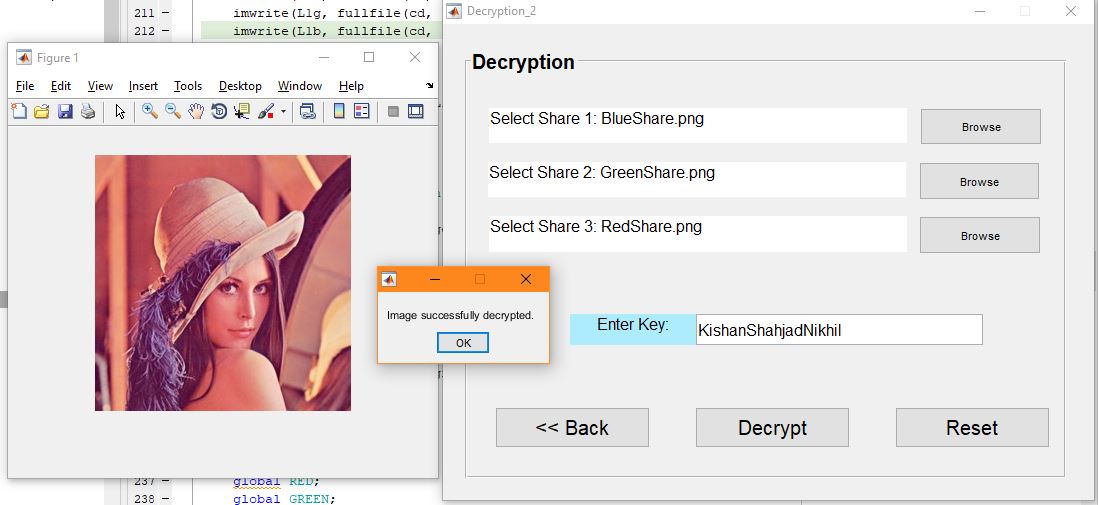 211 — imwrite(L1g, fullfile(cd,
212 — imwrite(L1b, fullfile(cd,
Figure 1
File Edit View Insert Tools Desktop Window Help
Decryption_2
Decryption
Select Share 1: BlueShare.png
Browse
Select Share 2: GreenShare.png
Browse
Select Share 3: RedShare.png
Browse
Image successfully decrypted.
OK
Enter Key: KishanShahjadNikhil
<< Back
Decrypt
Reset
237 — global RED;
238 — global GREEN;